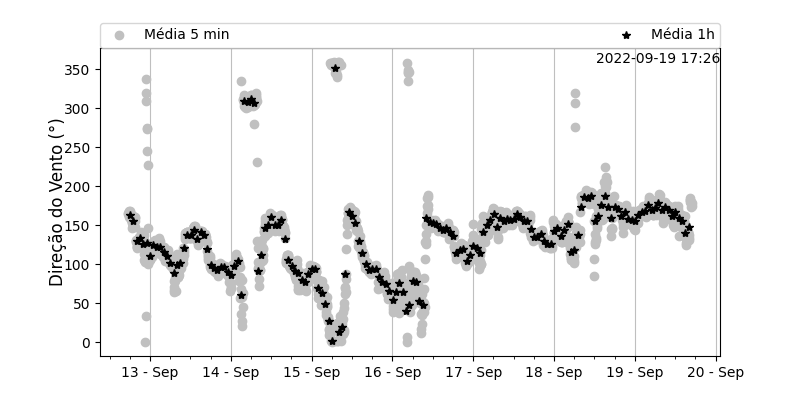 Média 5 min
Média 1h
2022-09-19 17:26
Direção do Vento (°)
350
300
250
200
150
100
50
0
13 - Sep
14 - Sep
15 - Sep
16 - Sep
17 - Sep
18 - Sep
19 - Sep
20 - Sep